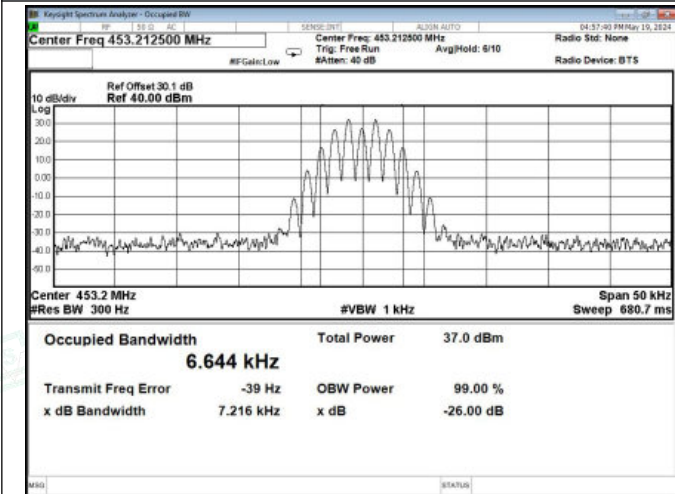 Keysight Spectrum Analyzer - Occupied BW
RF 50 Ω AC SENSE:INT ALIGN AUTO 04:57:40 PM May 19, 2024
Center Freq 453.212500 MHz Center Freq: 453.212500 MHz Radio Std: None
Trig: Free Run Avg|Hold: 6/10
#IFGain:Low #Atten: 40 dB Radio Device: BTS
Ref Offset 30.1 dB
10 dB/div Ref 40.00 dBm
Log
30.0
20.0
10.0
0.00
-10.0
-20.0
-30.0
-40.0
-50.0
Center 453.2 MHz Span 50 kHz
#Res BW 300 Hz #VBW 1 kHz Sweep 680.7 ms
Occupied Bandwidth Total Power 37.0 dBm
6.644 kHz
Transmit Freq Error -39 Hz OBW Power 99.00 %
x dB Bandwidth 7.216 kHz x dB -26.00 dB
MSG STATUS